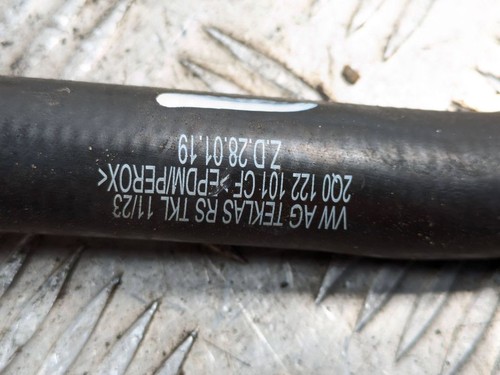 VW AG TEKLAS RS TKL 11/23
2Q0 122 101 CF >EPDM/PEROX<
Z.D.28.01.19